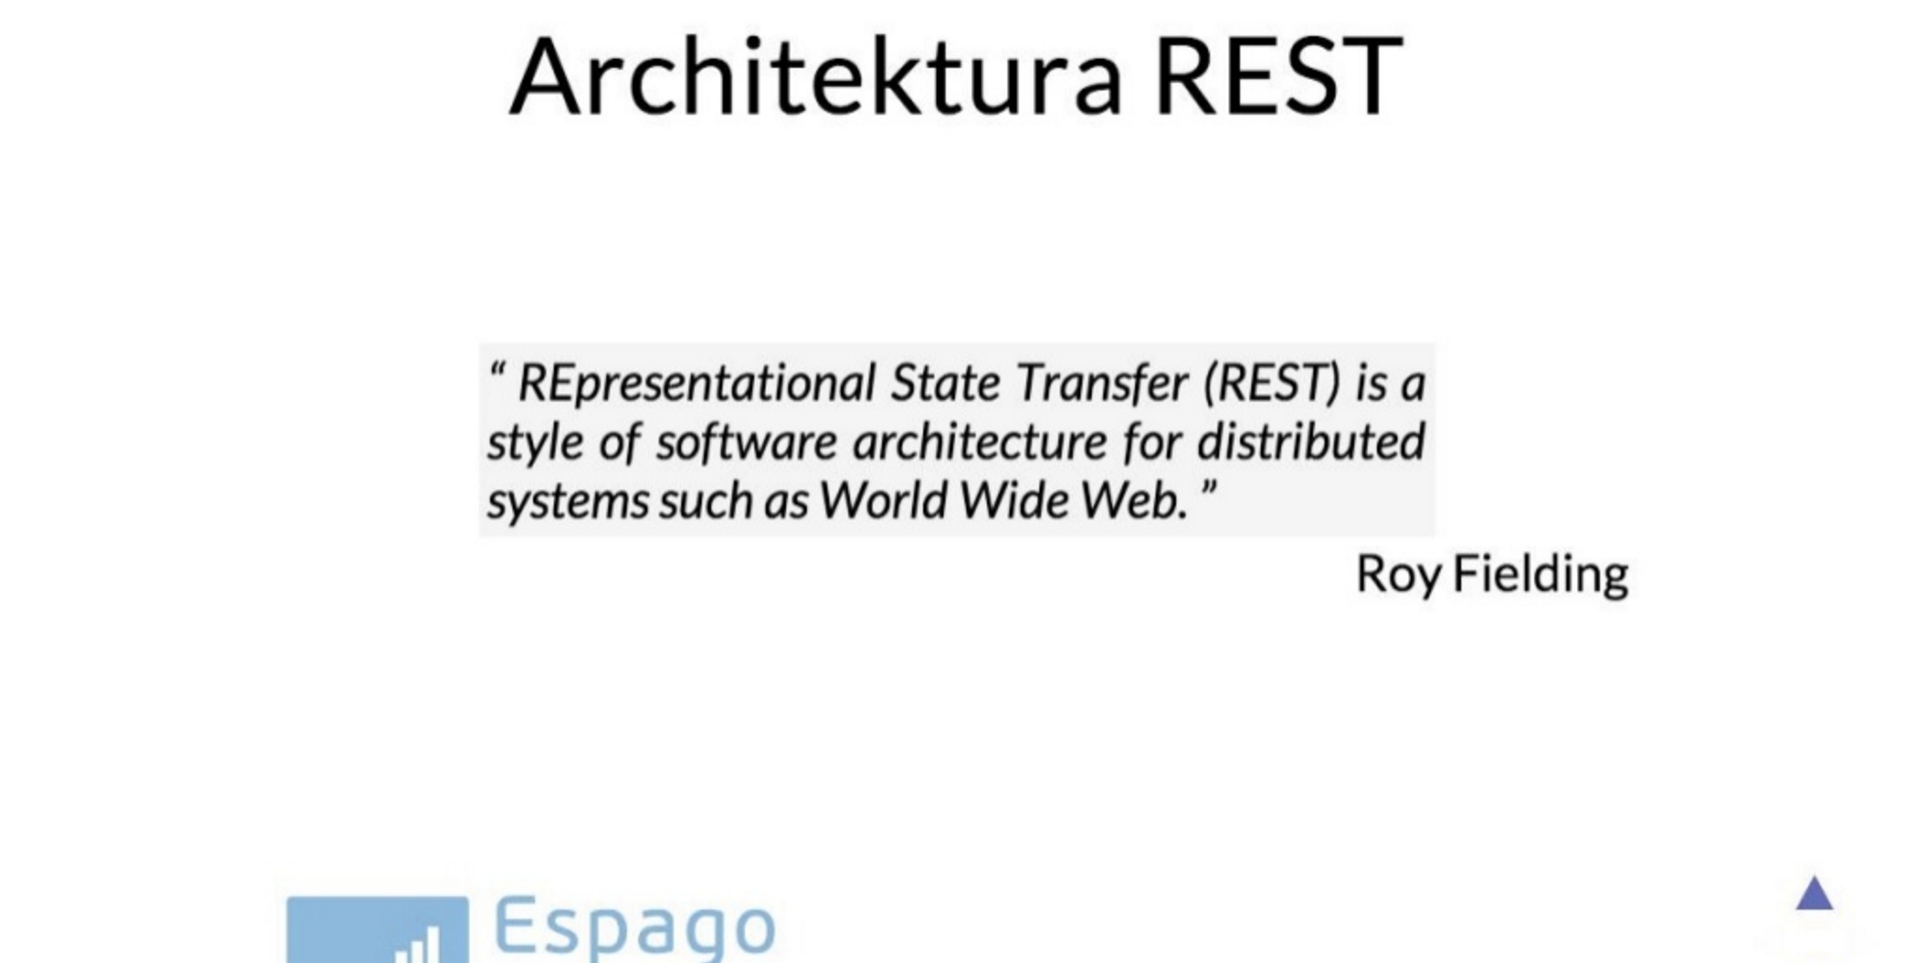 Architektura REST
“ REpresentational State Transfer (REST) is a
style of software architecture for distributed
systems such as World Wide Web. ”
Roy Fielding
Espago